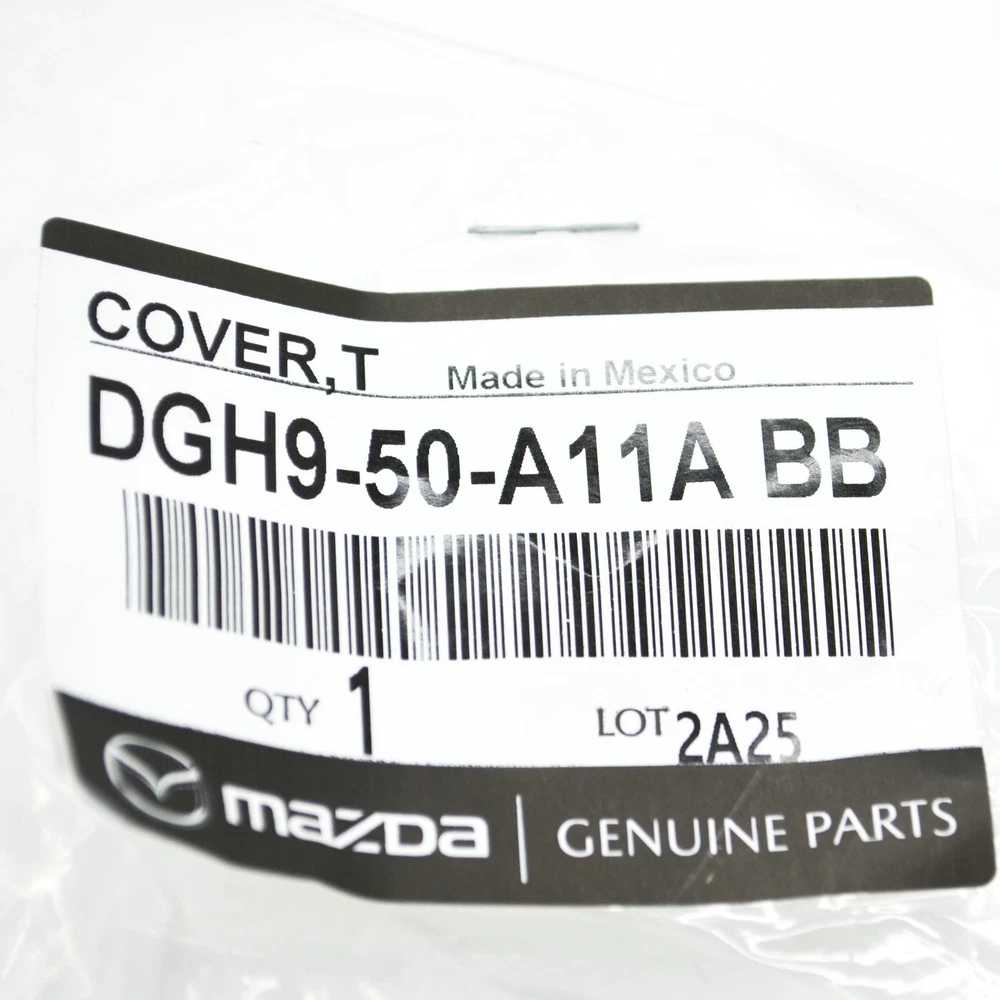 COVER,T Made in Mexico
DGH9-50-A11A BB
QTY 1 LOT 2A25
mazda GENUINE PARTS